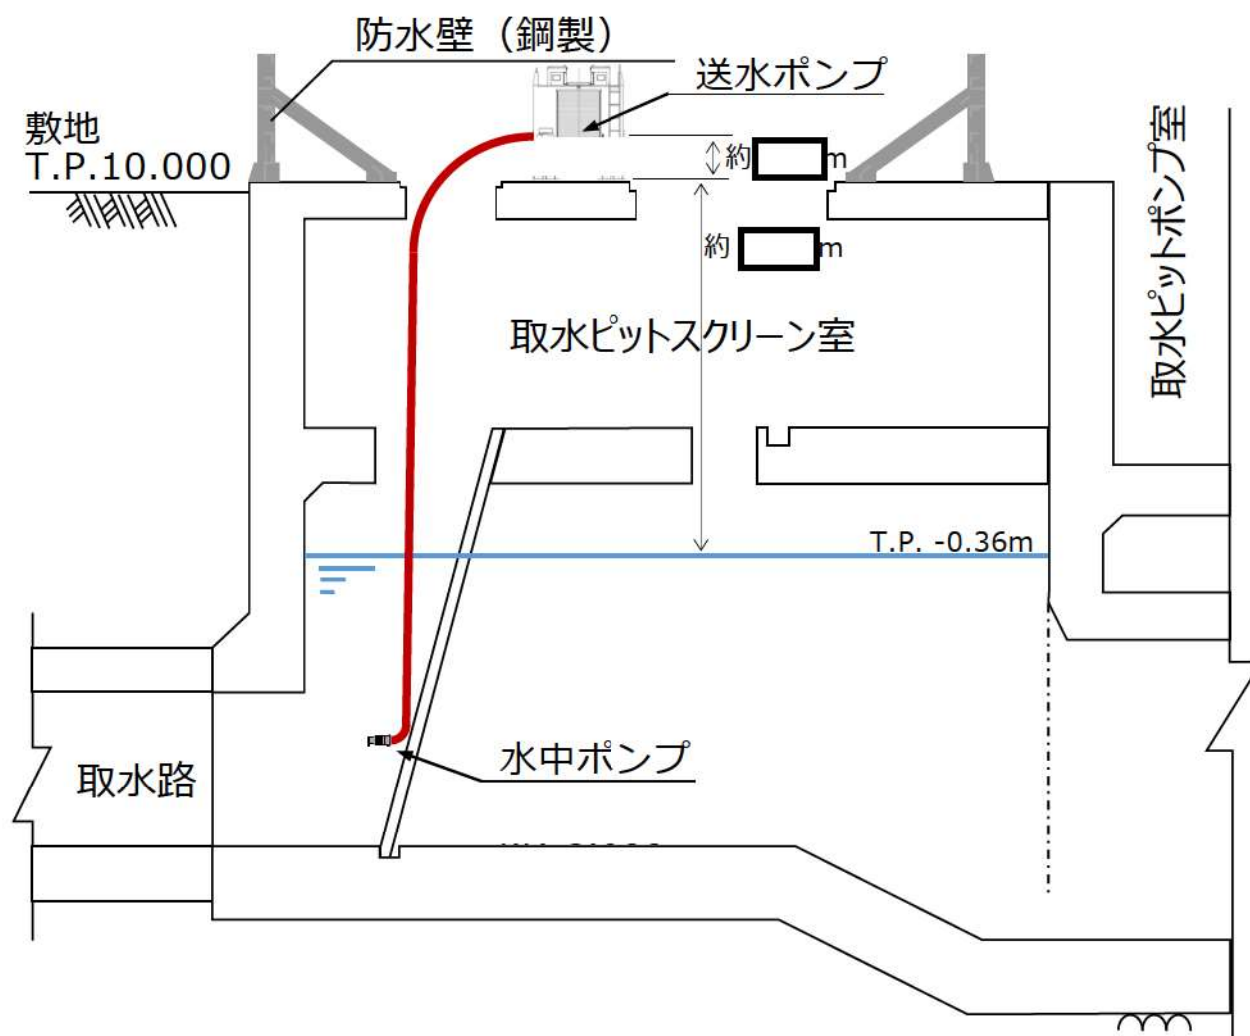 防水壁（鋼製）
送水ポンプ
敷地
T.P.10.000
約 m
約 m
取水ピットスクリーン室
取水ピットポンプ室
T.P. -0.36m
水中ポンプ
取水路